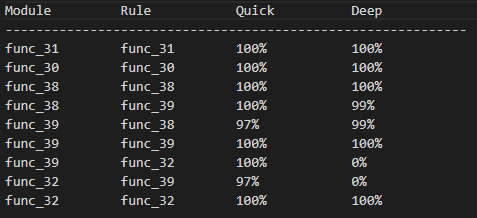 Module Rule Quick Deep
------------------------------------------------------------
func_31 func_31 100% 100%
func_30 func_30 100% 100%
func_38 func_38 100% 100%
func_38 func_39 100% 99%
func_39 func_38 97% 99%
func_39 func_39 100% 100%
func_39 func_32 100% 0%
func_32 func_39 97% 0%
func_32 func_32 100% 100%